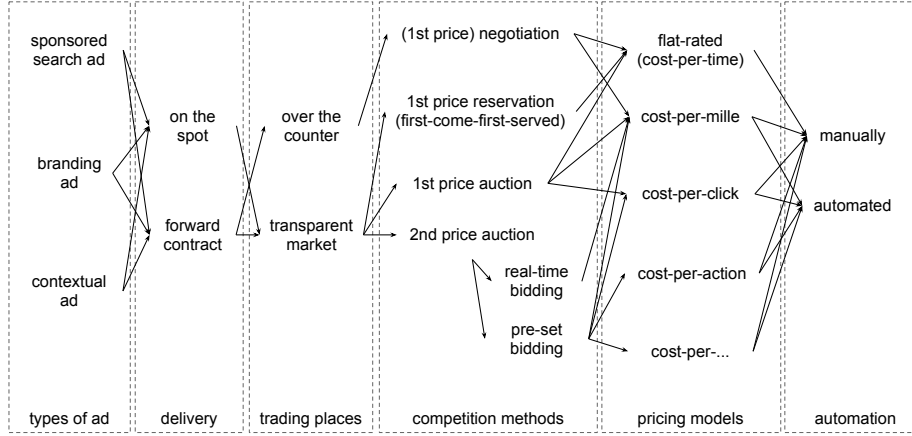 sponsored
search ad
branding
ad
contextual
ad
types of ad
on the
spot
forward
contract
delivery
over the
counter
transparent
market
trading places
(1st price) negotiation
1st price reservation
(first-come-first-served)
1st price auction
2nd price auction
real-time
bidding
pre-set
bidding
competition methods
flat-rated
(cost-per-time)
cost-per-mille
cost-per-click
cost-per-action
cost-per-...
pricing models
manually
automated
automation